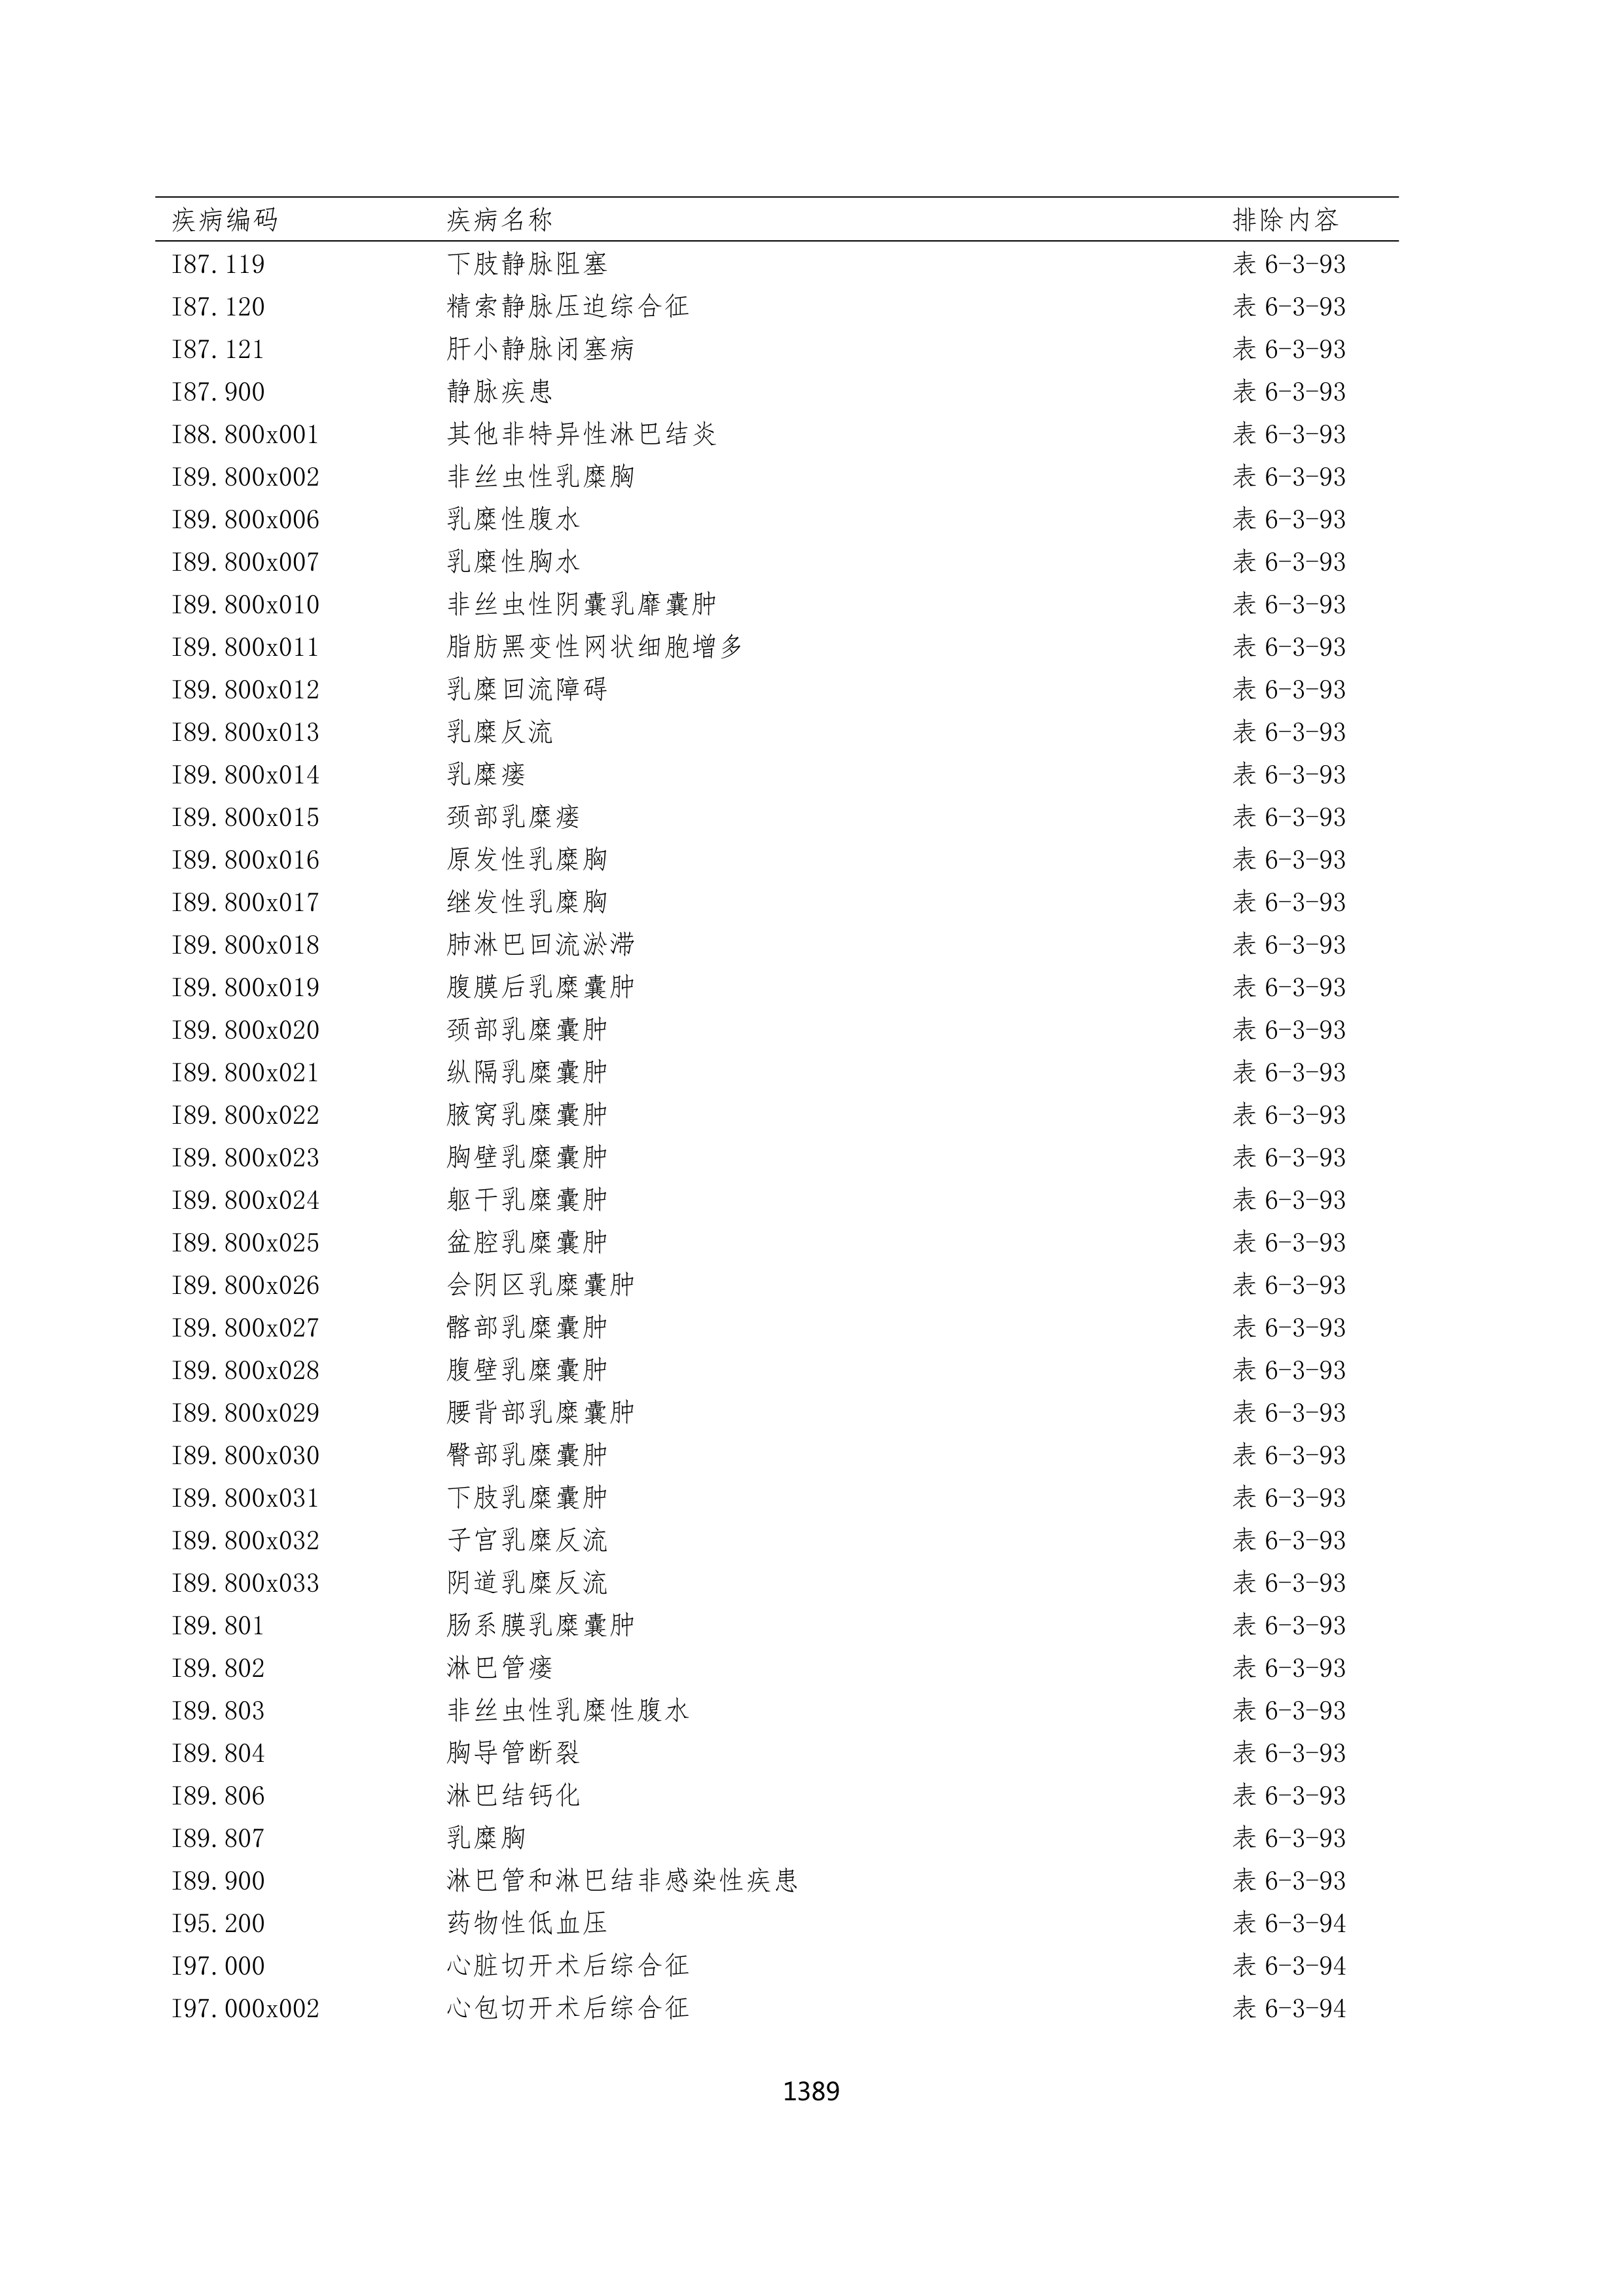 疾病编码 疾病名称 排除内容
I87.119 下肢静脉阻塞 表 6-3-93
I87.120 精索静脉压迫综合征 表 6-3-93
I87.121 肝小静脉闭塞病 表 6-3-93
I87.900 静脉疾患 表 6-3-93
I88.800x001 其他非特异性淋巴结炎 表 6-3-93
I89.800x002 非丝虫性乳糜胸 表 6-3-93
I89.800x006 乳糜性腹水 表 6-3-93
I89.800x007 乳糜性胸水 表 6-3-93
I89.800x010 非丝虫性阴囊乳靡囊肿 表 6-3-93
I89.800x011 脂肪黑变性网状细胞增多 表 6-3-93
I89.800x012 乳糜回流障碍 表 6-3-93
I89.800x013 乳糜反流 表 6-3-93
I89.800x014 乳糜瘘 表 6-3-93
I89.800x015 颈部乳糜瘘 表 6-3-93
I89.800x016 原发性乳糜胸 表 6-3-93
I89.800x017 继发性乳糜胸 表 6-3-93
I89.800x018 肺淋巴回流淤滞 表 6-3-93
I89.800x019 腹膜后乳糜囊肿 表 6-3-93
I89.800x020 颈部乳糜囊肿 表 6-3-93
I89.800x021 纵隔乳糜囊肿 表 6-3-93
I89.800x022 腋窝乳糜囊肿 表 6-3-93
I89.800x023 胸壁乳糜囊肿 表 6-3-93
I89.800x024 躯干乳糜囊肿 表 6-3-93
I89.800x025 盆腔乳糜囊肿 表 6-3-93
I89.800x026 会阴区乳糜囊肿 表 6-3-93
I89.800x027 髂部乳糜囊肿 表 6-3-93
I89.800x028 腹壁乳糜囊肿 表 6-3-93
I89.800x029 腰背部乳糜囊肿 表 6-3-93
I89.800x030 臀部乳糜囊肿 表 6-3-93
I89.800x031 下肢乳糜囊肿 表 6-3-93
I89.800x032 子宫乳糜反流 表 6-3-93
I89.800x033 阴道乳糜反流 表 6-3-93
I89.801 肠系膜乳糜囊肿 表 6-3-93
I89.802 淋巴管瘘 表 6-3-93
I89.803 非丝虫性乳糜性腹水 表 6-3-93
I89.804 胸导管断裂 表 6-3-93
I89.806 淋巴结钙化 表 6-3-93
I89.807 乳糜胸 表 6-3-93
I89.900 淋巴管和淋巴结非感染性疾患 表 6-3-93
I95.200 药物性低血压 表 6-3-94
I97.000 心脏切开术后综合征 表 6-3-94
I97.000x002 心包切开术后综合征 表 6-3-94
1389